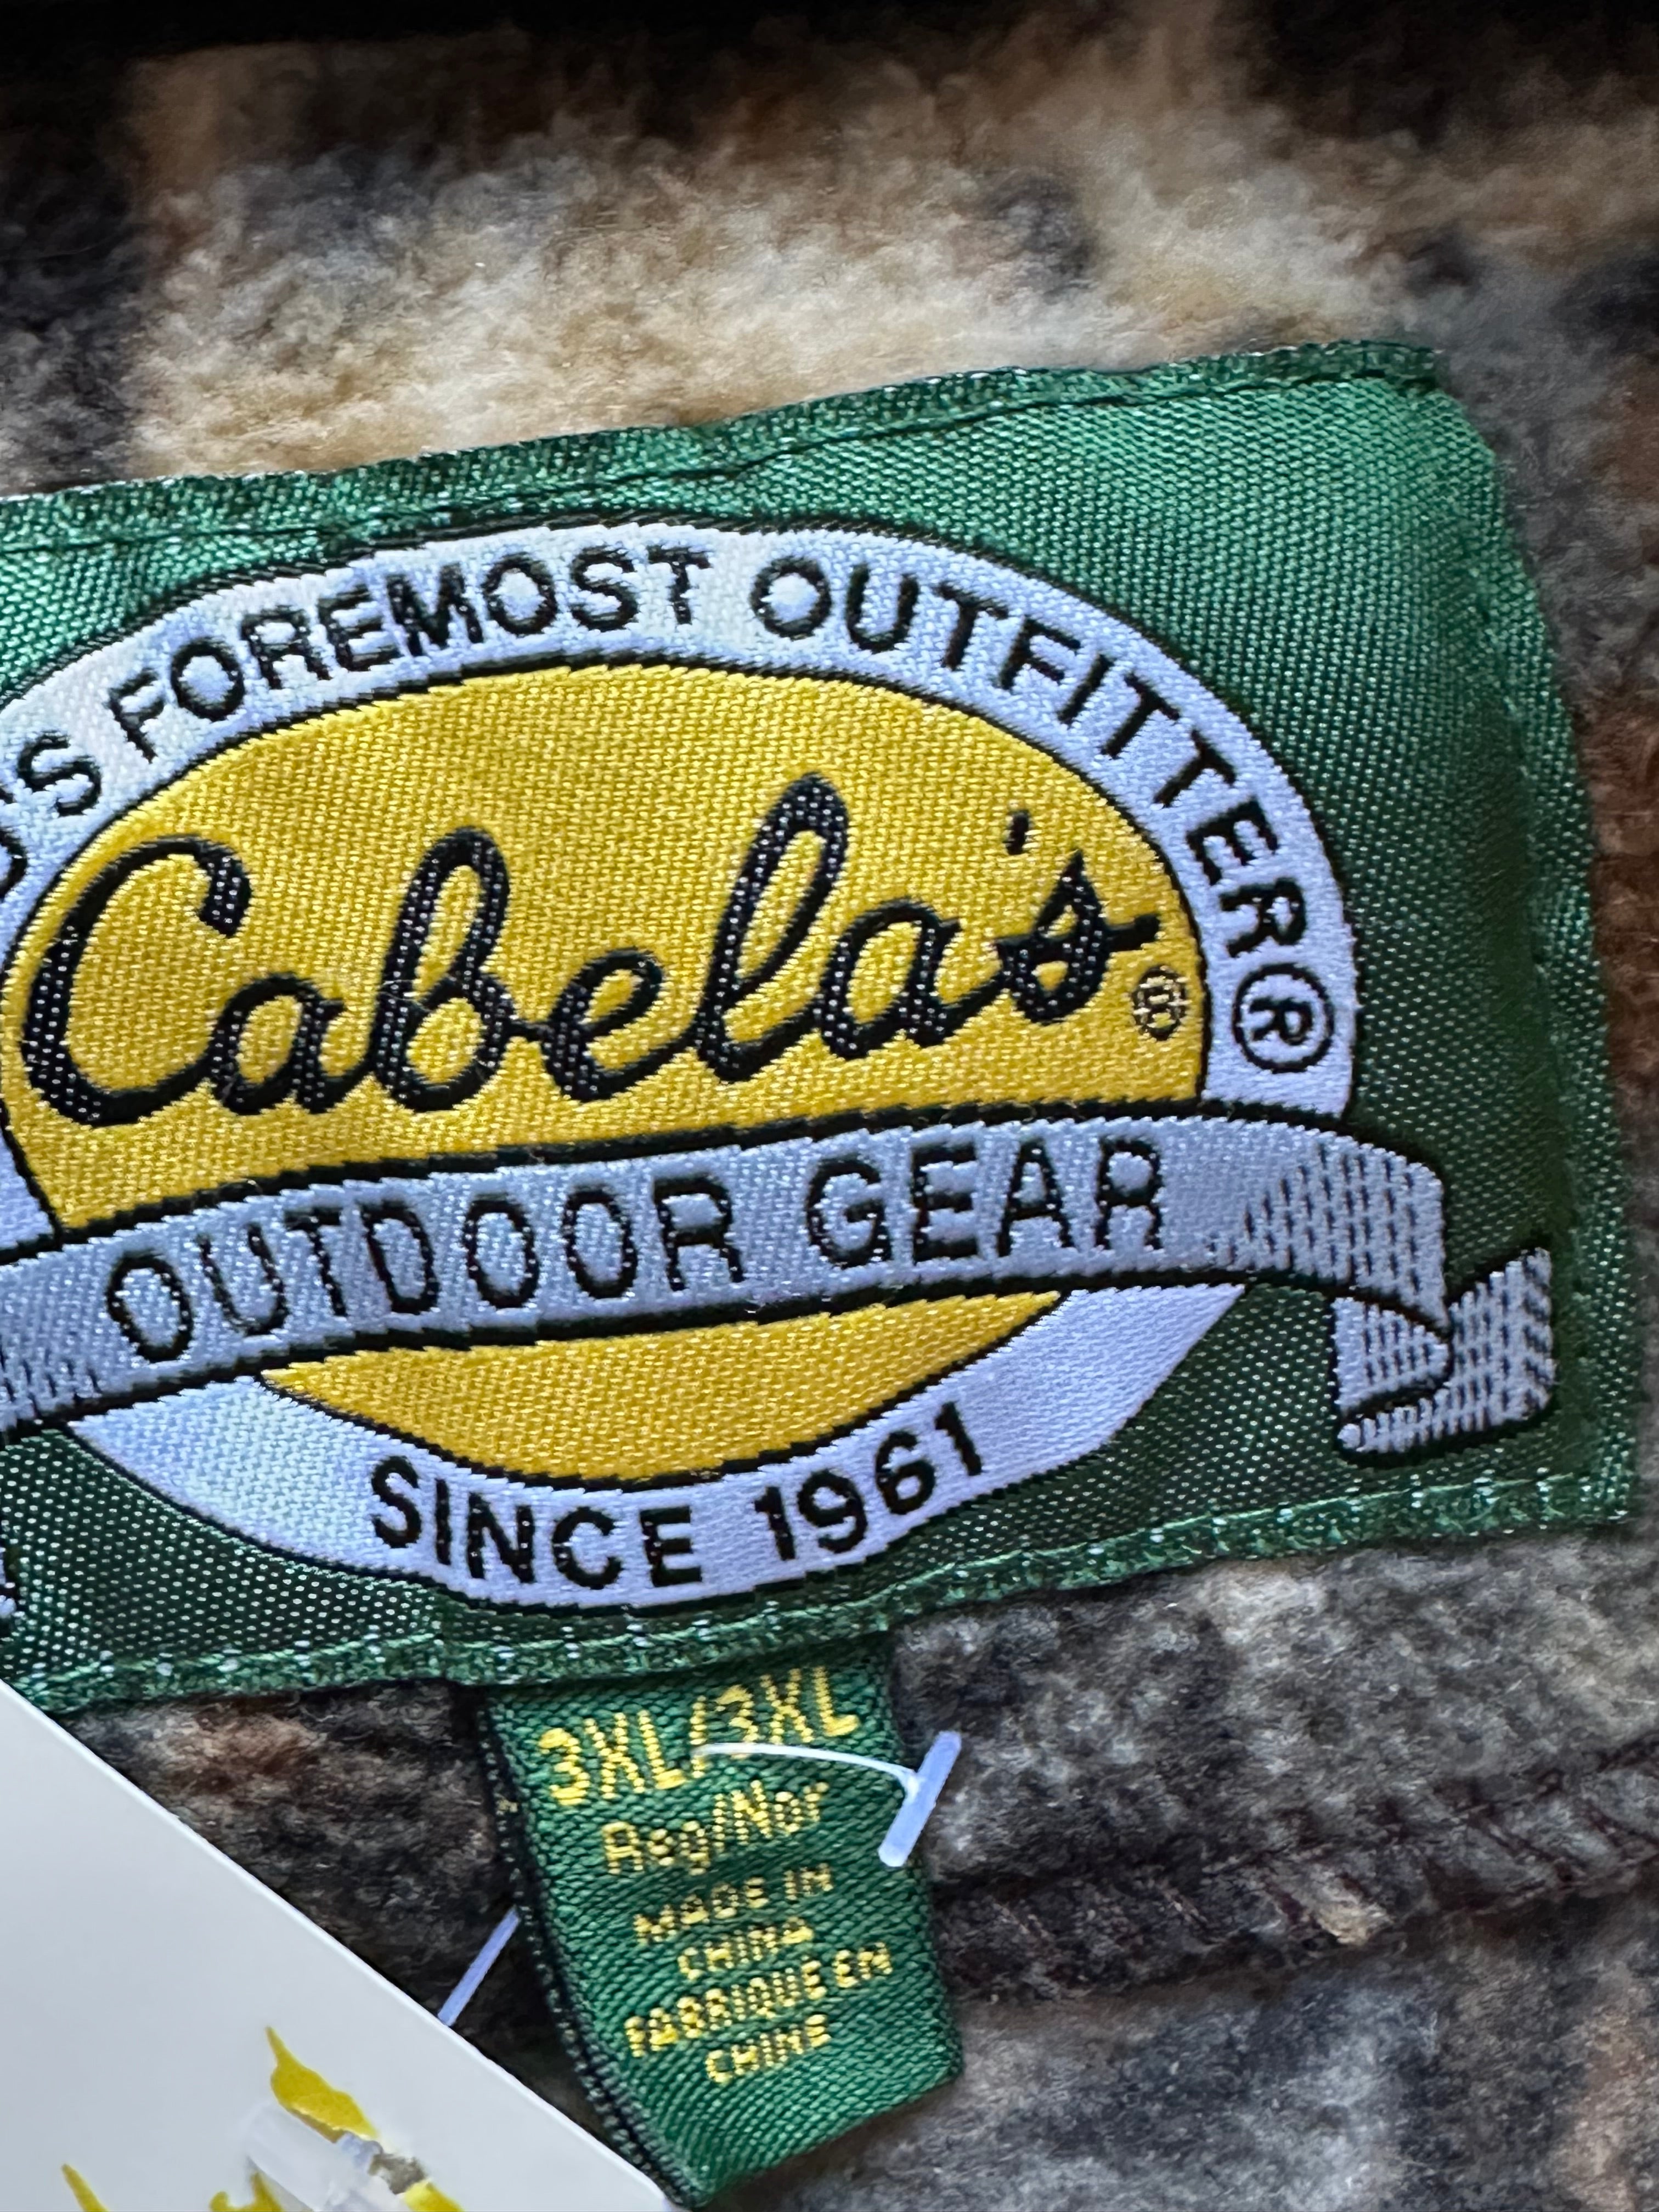 'S FOREMOST OUTFITTER®
Cabela's®
OUTDOOR GEAR
SINCE 1961
3XL/3XL
Reg/Nor
MADE IN
CHINA
FABRIQUE EN
CHINE